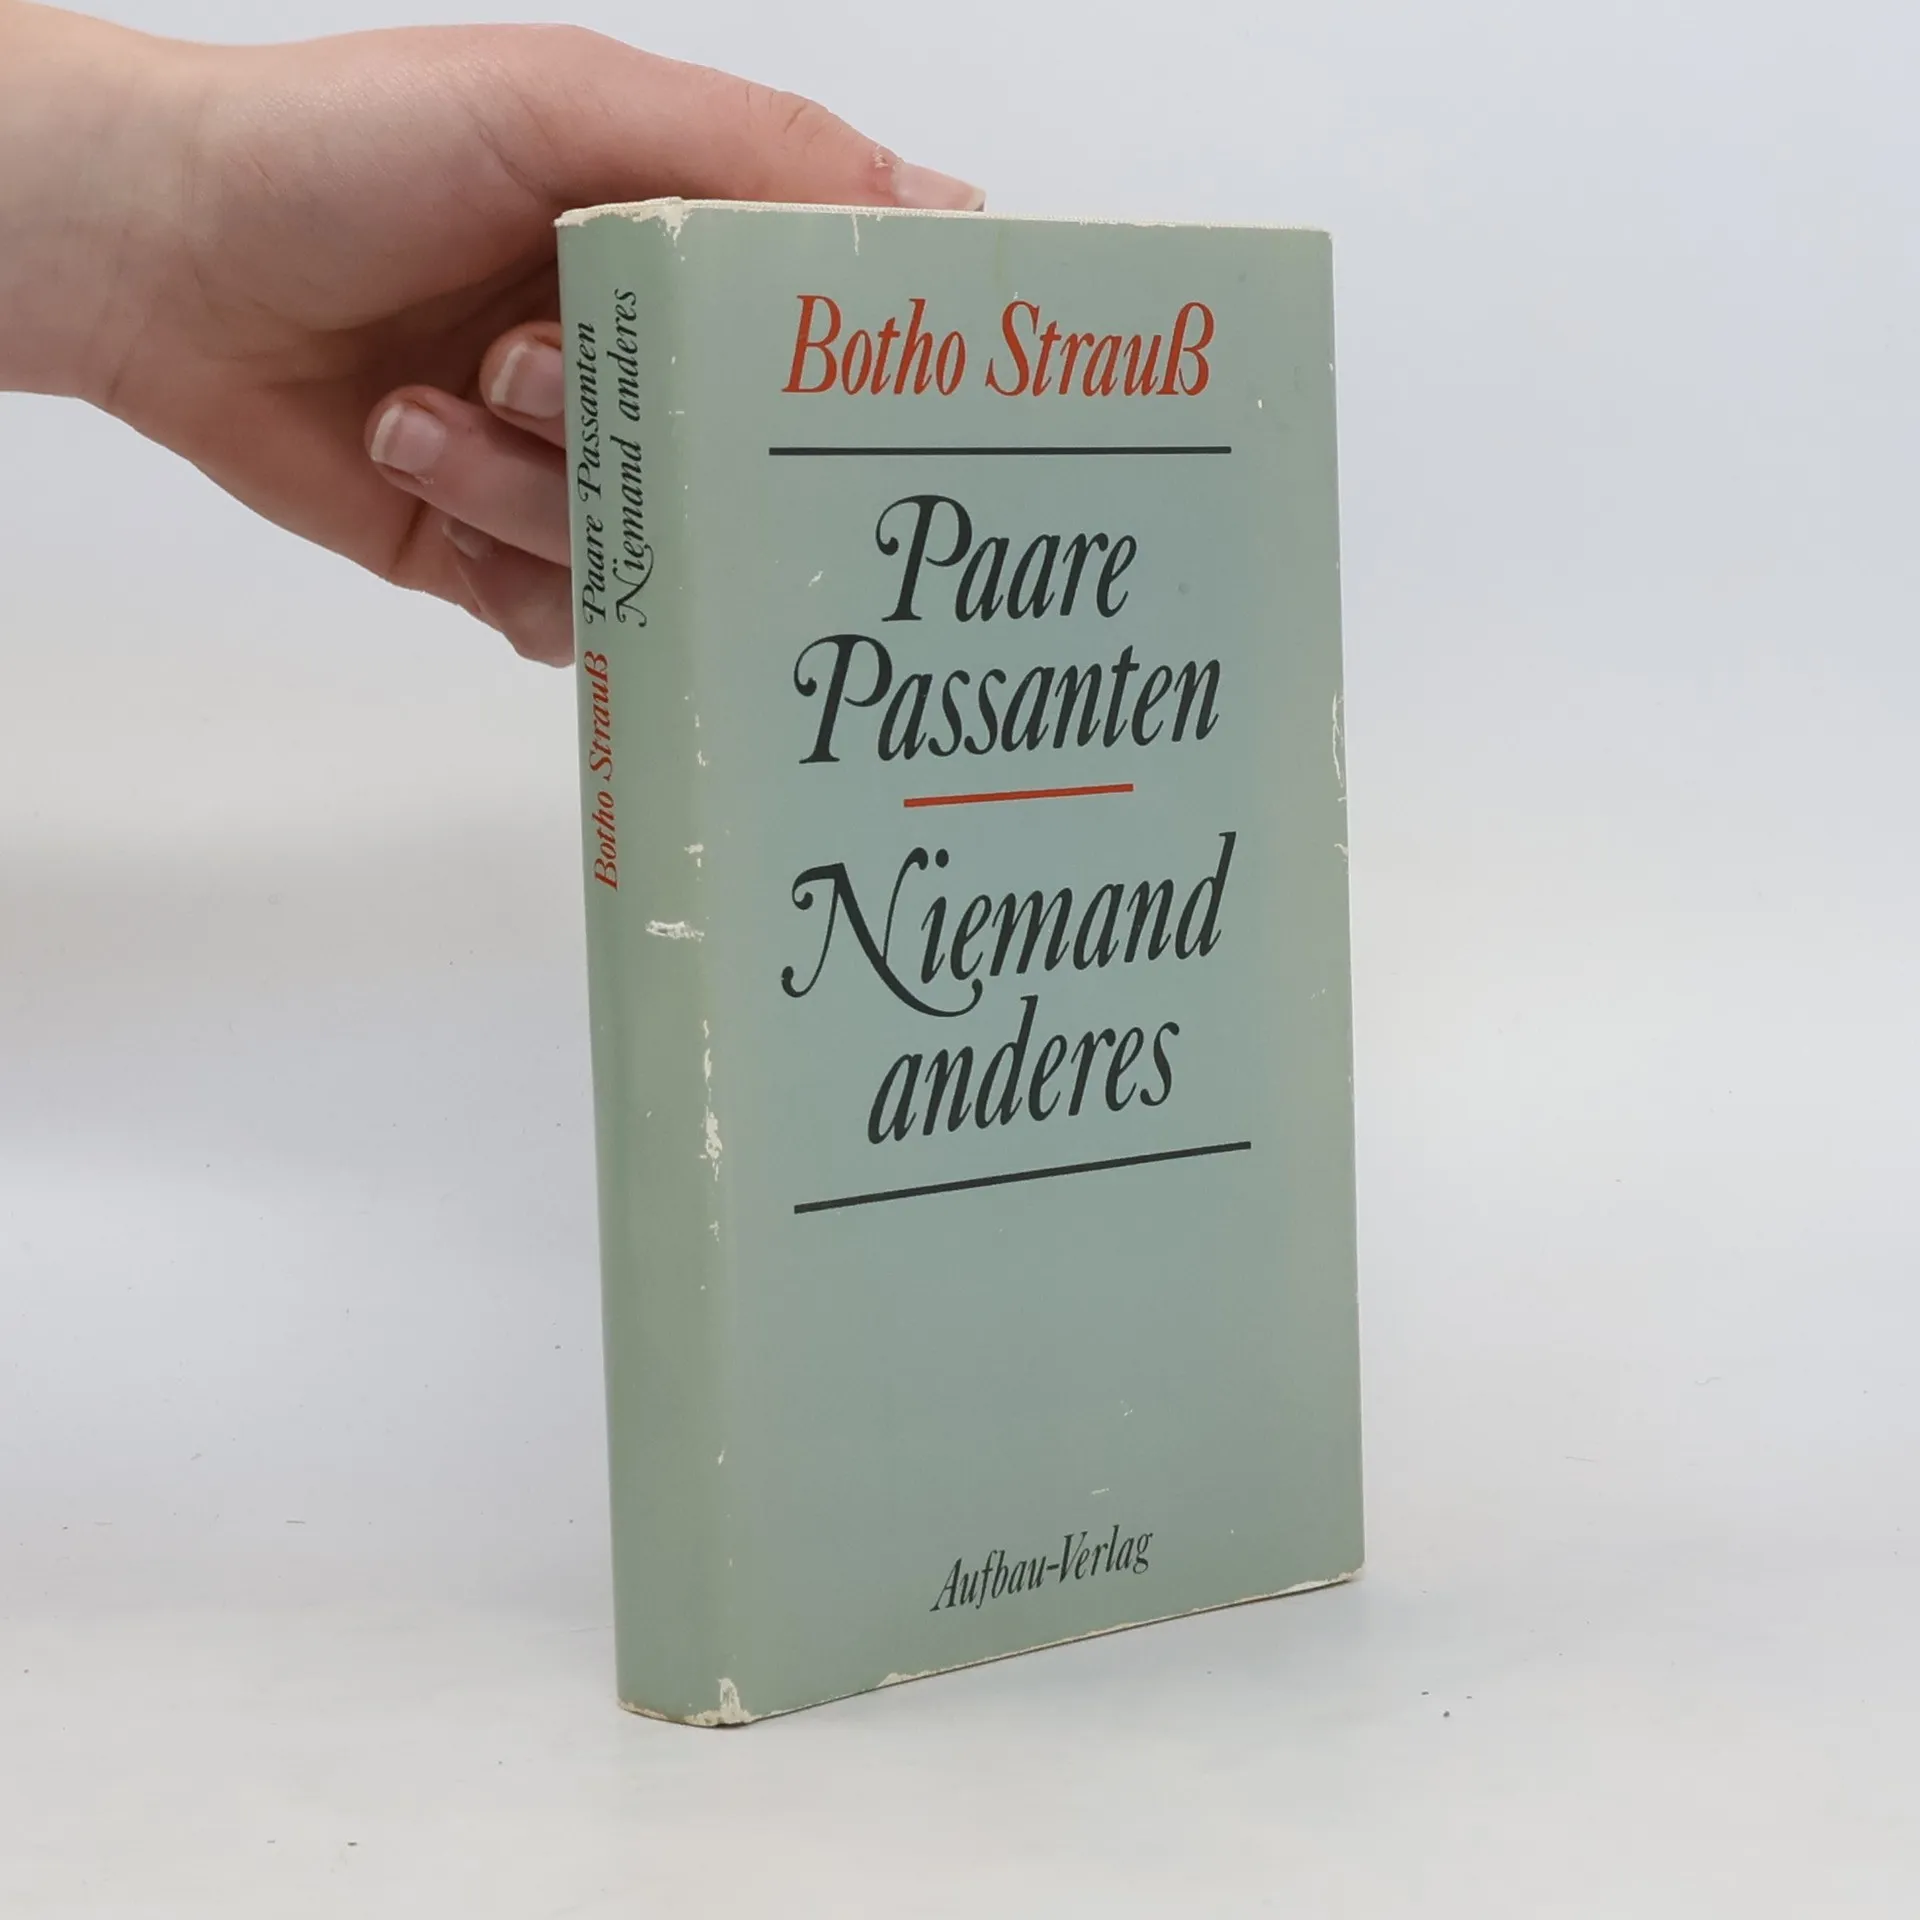 Botho Strauß
Paare
Passanten
Niemand
anderes
Aufbau-Verlag
Botho Strauß Paare Passanten
Niemand anderes